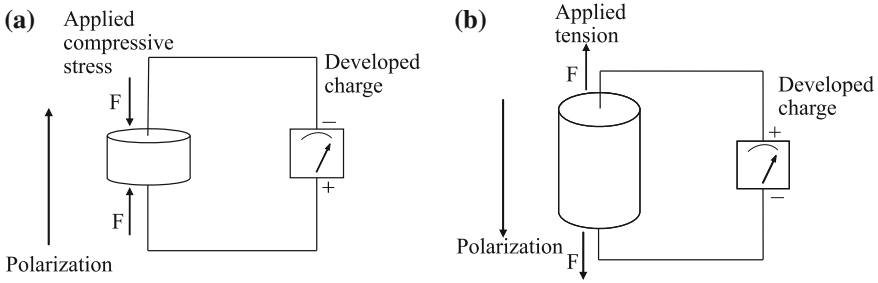 (a)
Applied
compressive
stress
F
F
Polarization
Developed
charge
−
+
(b)
Applied
tension
F
Polarization
F
Developed
charge
+
−